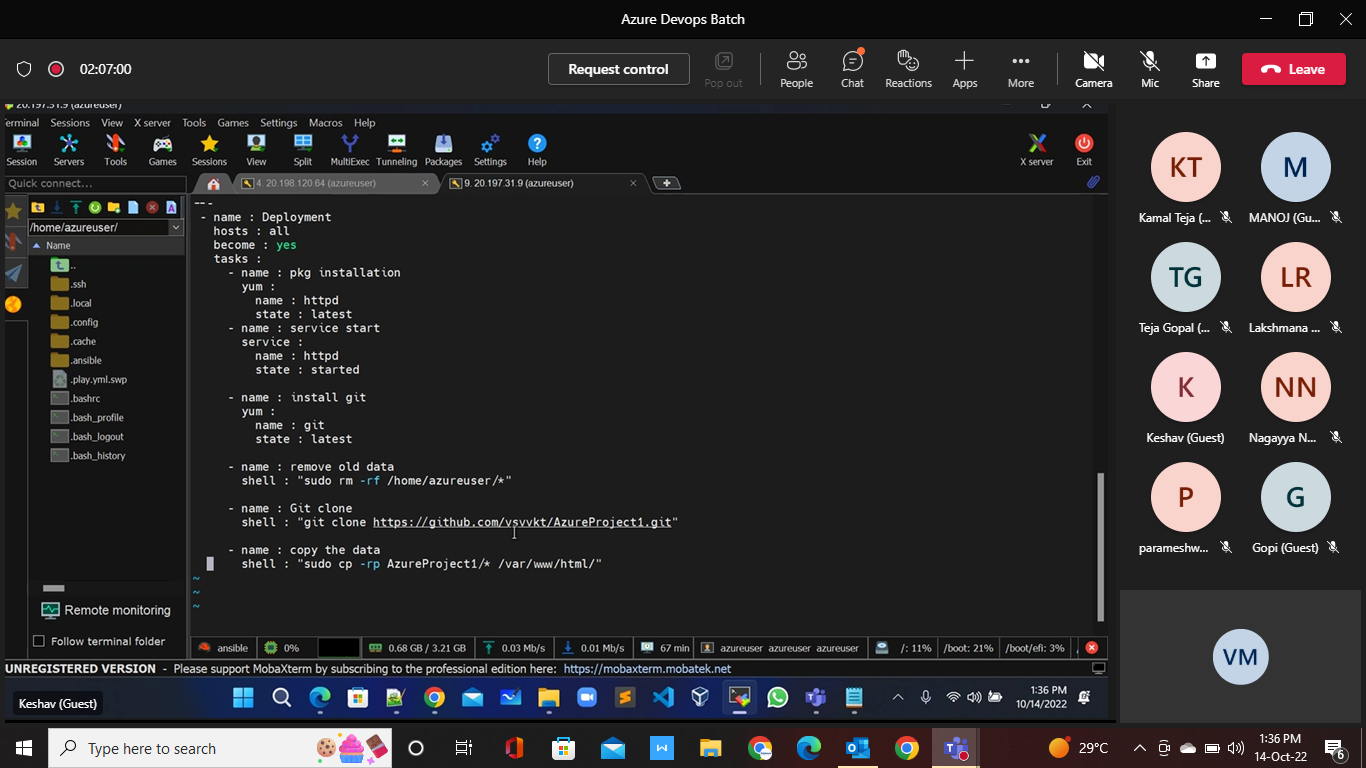 Azure Devops Batch
02:07:00
Request control
Pop out
People
Chat
Reactions
Apps
More
Camera
Mic
Share
Leave
20.197.31.9 (azureuser)
erminal Sessions View X server Tools Games Settings Macros Help
Session Servers Tools Games Sessions View Split MultiExec Tunneling Packages Settings Help X server Exit
Quick connect...
4. 20.198.120.64 (azureuser)
9. 20.197.31.9 (azureuser)
/home/azureuser/
Name
..
.ssh
.local
.config
.cache
.ansible
.play.yml.swp
.bashrc
.bash_profile
.bash_logout
.bash_history
Remote monitoring
Follow terminal folder
---
- name : Deployment
hosts : all
become : yes
tasks :
- name : pkg installation
yum :
name : httpd
state : latest
- name : service start
service :
name : httpd
state : started
- name : install git
yum :
name : git
state : latest
- name : remove old data
shell : "sudo rm -rf /home/azureuser/*"
- name : Git clone
shell : "git clone https://github.com/vsvvkt/AzureProject1.git"
- name : copy the data
shell : "sudo cp -rp AzureProject1/* /var/www/html/"
~
~
~
ansible 0% 0.68 GB / 3.21 GB 0.03 Mb/s 0.01 Mb/s 67 min azureuser azureuser azureuser /: 11% /boot: 21% /boot/efi: 3% /
UNREGISTERED VERSION - Please support MobaXterm by subscribing to the professional edition here: https://mobaxterm.mobatek.net
Keshav (Guest)
1:36 PM
10/14/2022
KT
Kamal Teja (...
M
MANOJ (Gu...
TG
Teja Gopal (...
LR
Lakshmana ...
K
Keshav (Guest)
NN
Nagayya N...
P
parameshw...
G
Gopi (Guest)
VM
Type here to search
W
29°C
1:36 PM
14-Oct-22
6